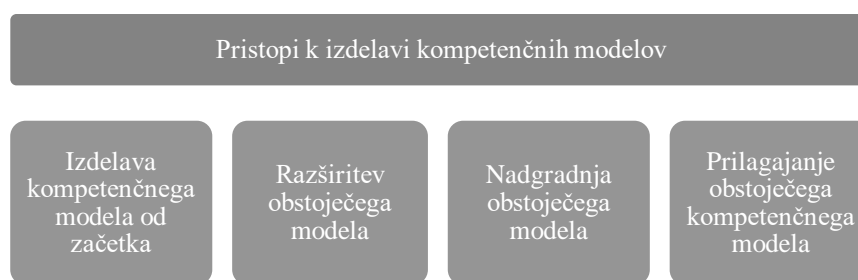 Pristopi k izdelavi kompetenčnih modelov
Izdelava
kompetenčnega
modela od
začetka
Razširitev
obstoječega
modela
Nadgradnja
obstoječega
modela
Prilagajanje
obstoječega
kompetenčnega
modela